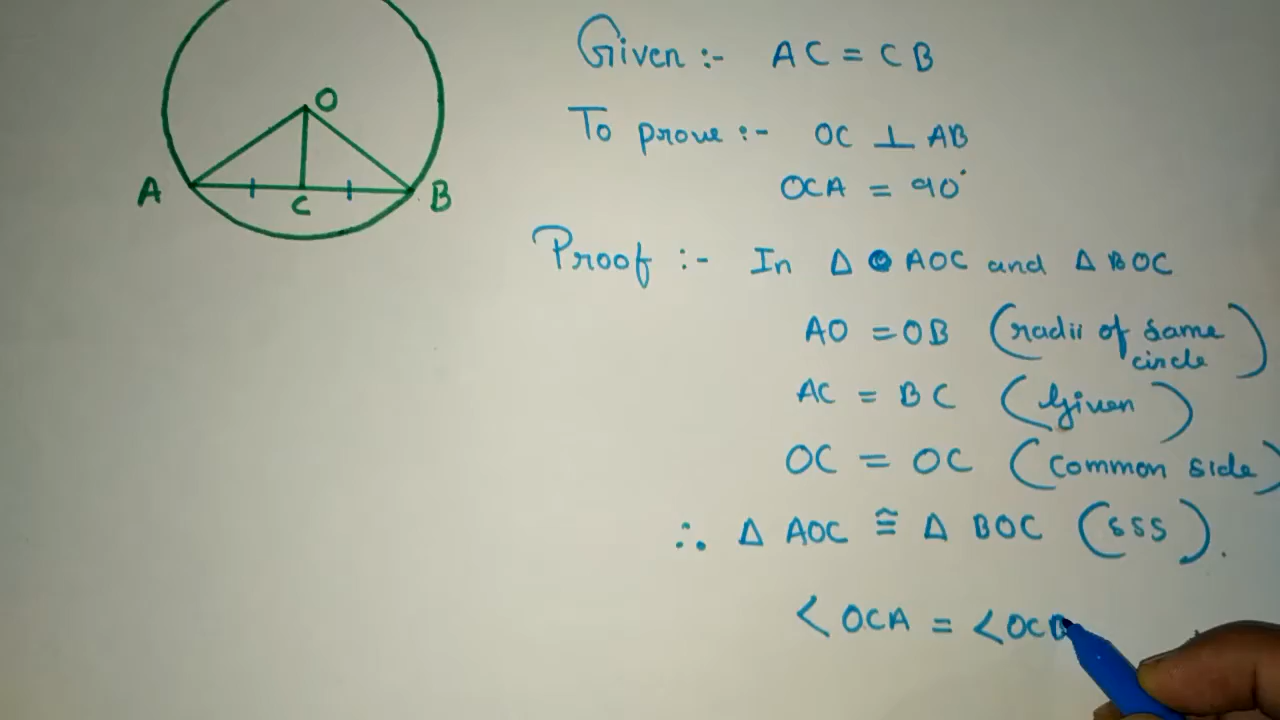 Given :- AC = CB
To prove :- OC ⊥ AB
OCA = 90°
Proof :- In Δ AOC and Δ BOC
AO = OB (radii of same circle)
AC = BC (Given)
OC = OC (Common side)
∴ Δ AOC ≅ Δ BOC (SSS).
<OCA = <OCB
O
A
C
B